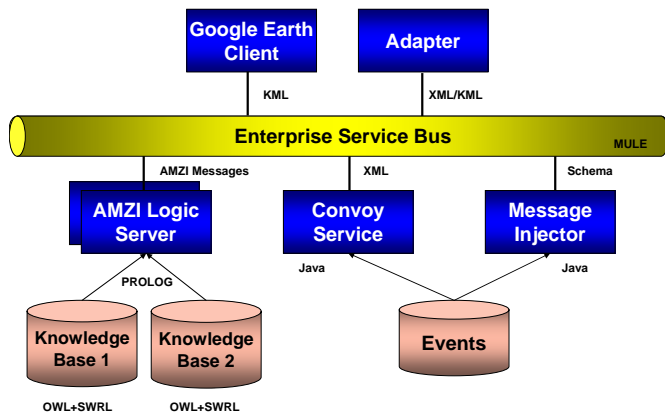 Google Earth
Client
Adapter
KML
XML/KML
Enterprise Service Bus
MULE
AMZI Messages
XML
Schema
AMZI Logic
Server
Convoy
Service
Message
Injector
Java
Java
PROLOG
Knowledge
Base 1
Knowledge
Base 2
Events
OWL+SWRL
OWL+SWRL